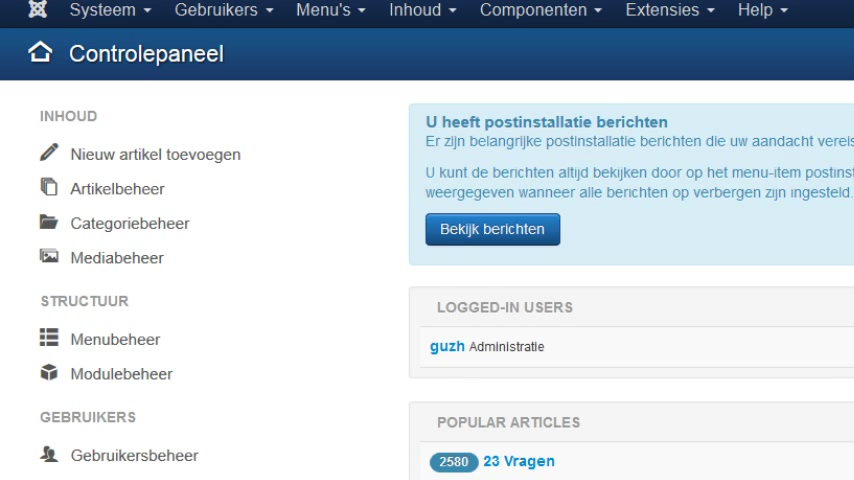 Systeem Gebruikers Menu's Inhoud Componenten Extensies Help
Controlepaneel
INHOUD
Nieuw artikel toevoegen
Artikelbeheer
Categoriebeheer
Mediabeheer
STRUCTUUR
Menubeheer
Modulebeheer
GEBRUIKERS
Gebruikersbeheer
U heeft postinstallatie berichten
Er zijn belangrijke postinstallatie berichten die uw aandacht vereis
U kunt de berichten altijd bekijken door op het menu-item postinst
weergegeven wanneer alle berichten op verbergen zijn ingesteld.
Bekijk berichten
LOGGED-IN USERS
guzh Administratie
POPULAR ARTICLES
2580 23 Vragen